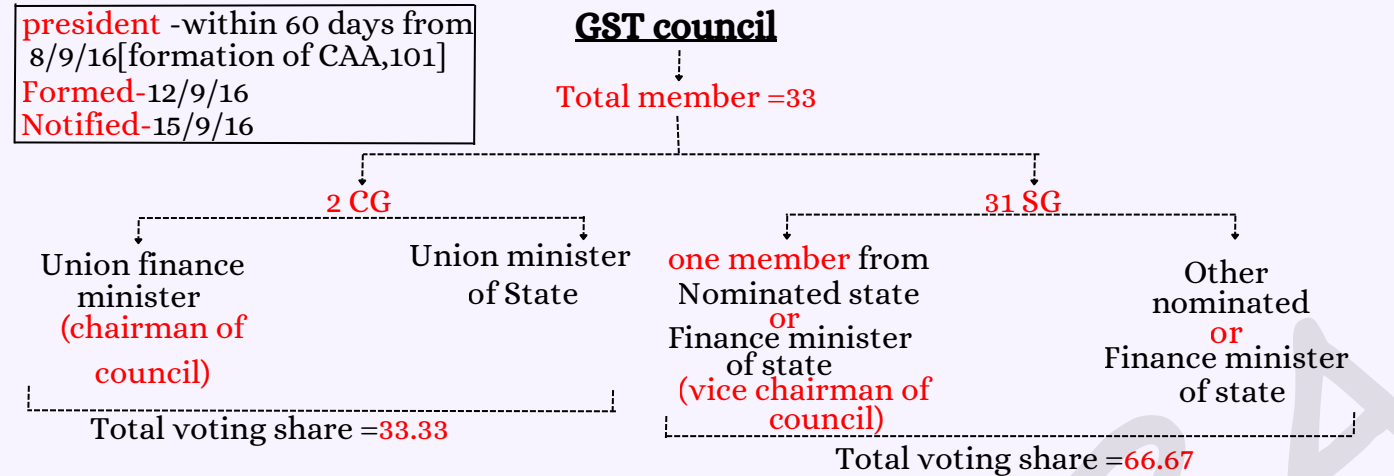 president -within 60 days from
8/9/16[formation of CAA,101]
Formed-12/9/16
Notified-15/9/16
GST council
Total member =33
2 CG
31 SG
Union finance
minister
(chairman of
council)
Union minister
of State
Total voting share =33.33
one member from
Nominated state
or
Finance minister
of state
(vice chairman of
council)
Other
nominated
or
Finance minister
of state
Total voting share =66.67